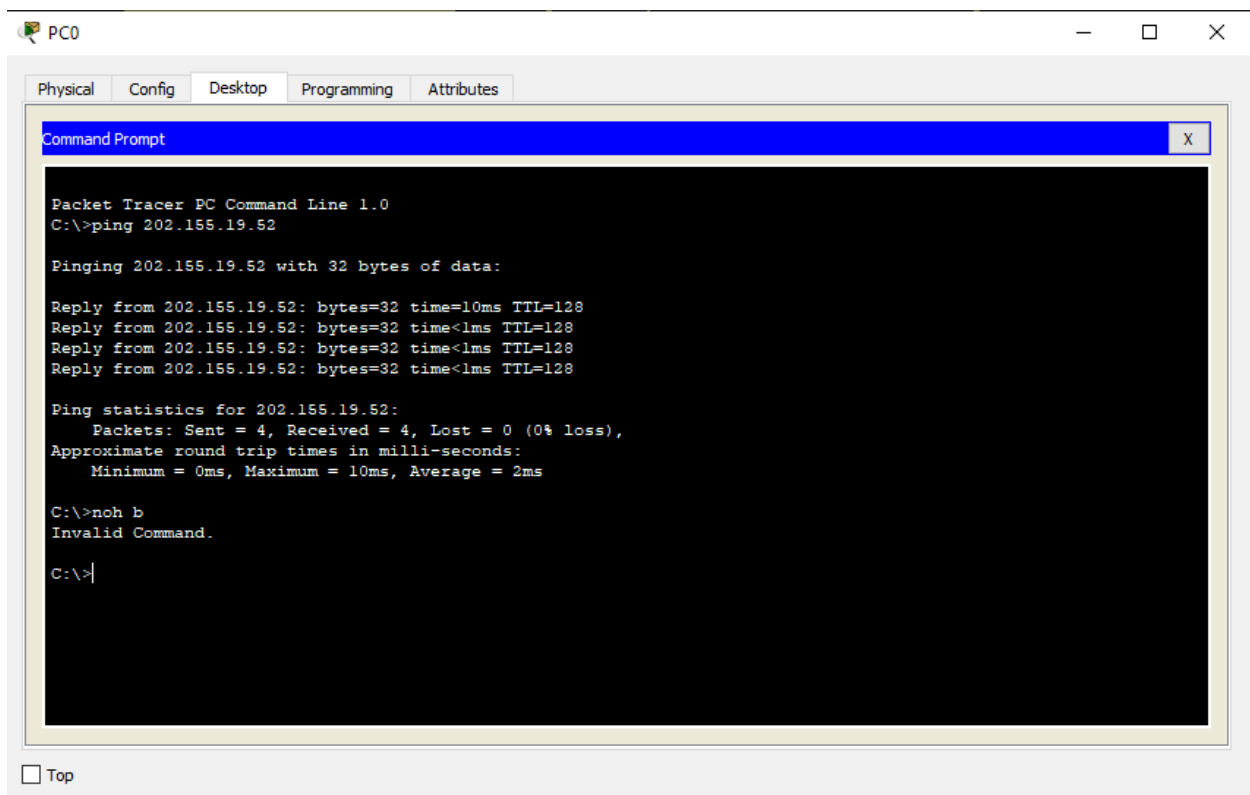 PC0
Physical Config Desktop Programming Attributes
Command Prompt X
Packet Tracer PC Command Line 1.0
C:\>ping 202.155.19.52
Pinging 202.155.19.52 with 32 bytes of data:
Reply from 202.155.19.52: bytes=32 time=10ms TTL=128
Reply from 202.155.19.52: bytes=32 time<1ms TTL=128
Reply from 202.155.19.52: bytes=32 time<1ms TTL=128
Reply from 202.155.19.52: bytes=32 time<1ms TTL=128
Ping statistics for 202.155.19.52:
Packets: Sent = 4, Received = 4, Lost = 0 (0% loss),
Approximate round trip times in milli-seconds:
Minimum = 0ms, Maximum = 10ms, Average = 2ms
C:\>noh b
Invalid Command.
C:\>
Top